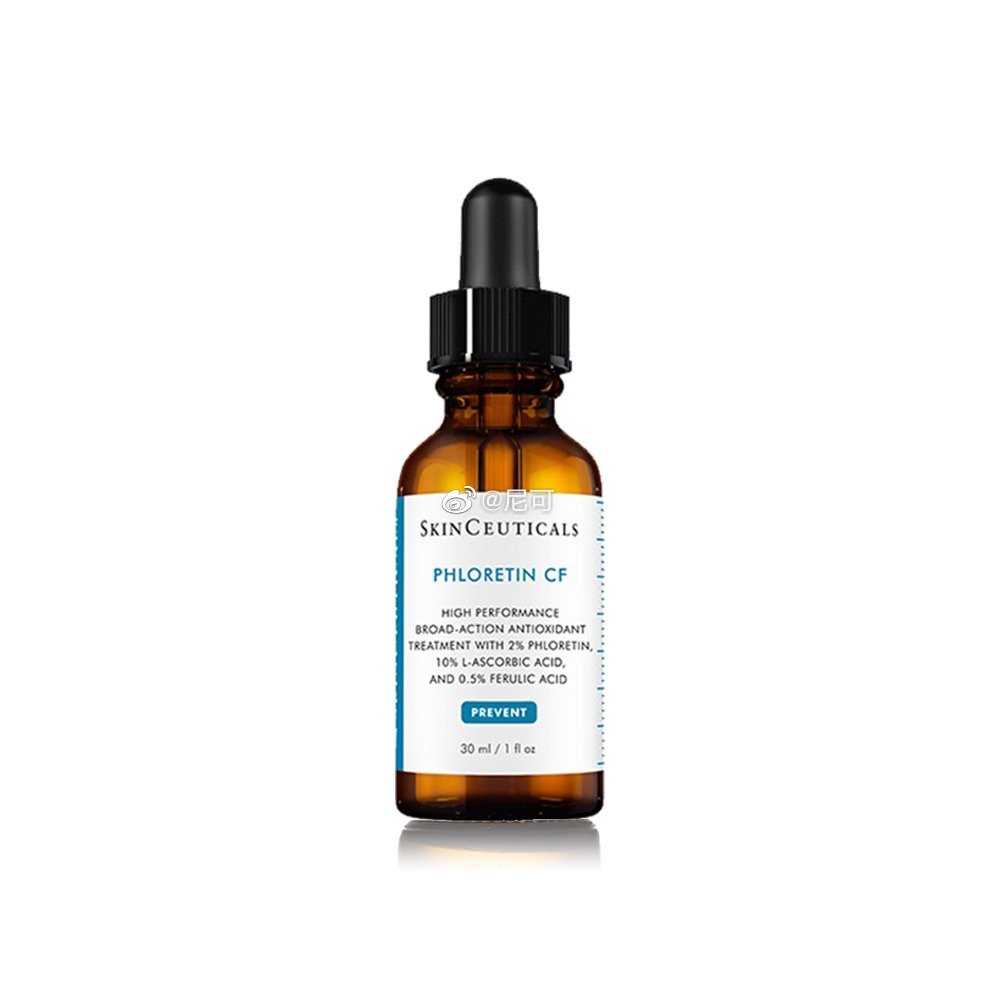 @尼可
SKINCEUTICALS
PHLORETIN CF
HIGH PERFORMANCE
BROAD-ACTION ANTIOXIDANT
TREATMENT WITH 2% PHLORETIN,
10% L-ASCORBIC ACID,
AND 0.5% FERULIC ACID
PREVENT
30 ml / 1 fl oz